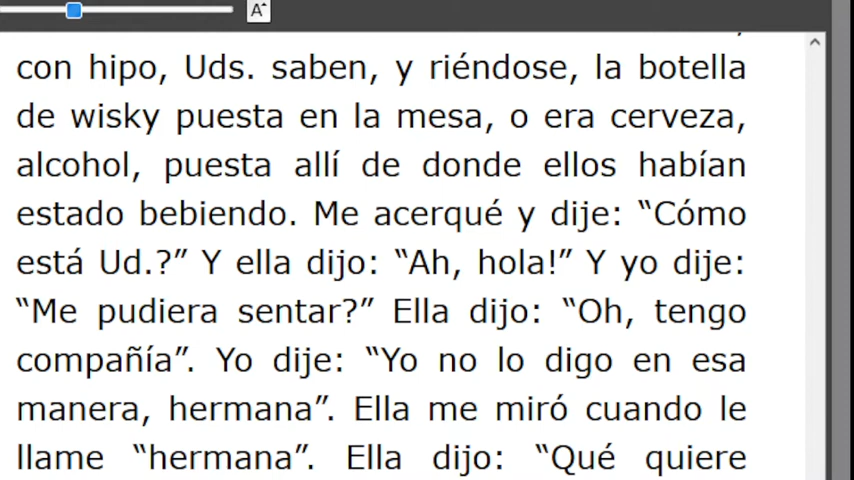 A
con hipo, Uds. saben, y riéndose, la botella
de wisky puesta en la mesa, o era cerveza,
alcohol, puesta allí de donde ellos habían
estado bebiendo. Me acerqué y dije: “Cómo
está Ud.?” Y ella dijo: “Ah, hola!” Y yo dije:
“Me pudiera sentar?” Ella dijo: “Oh, tengo
compañía”. Yo dije: “Yo no lo digo en esa
manera, hermana”. Ella me miró cuando le
llame “hermana”. Ella dijo: “Qué quiere